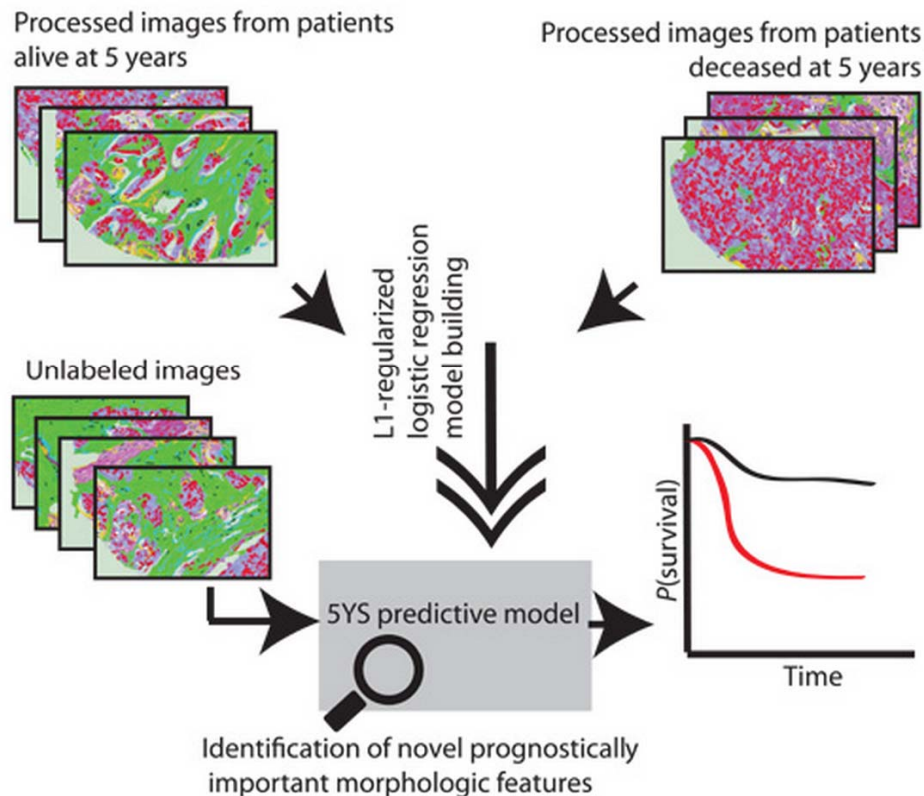 Processed images from patients
alive at 5 years
Processed images from patients
deceased at 5 years
L1-regularized
logistic regression
model building
Unlabeled images
5YS predictive model
P(survival)
Time
Identification of novel prognostically
important morphologic features